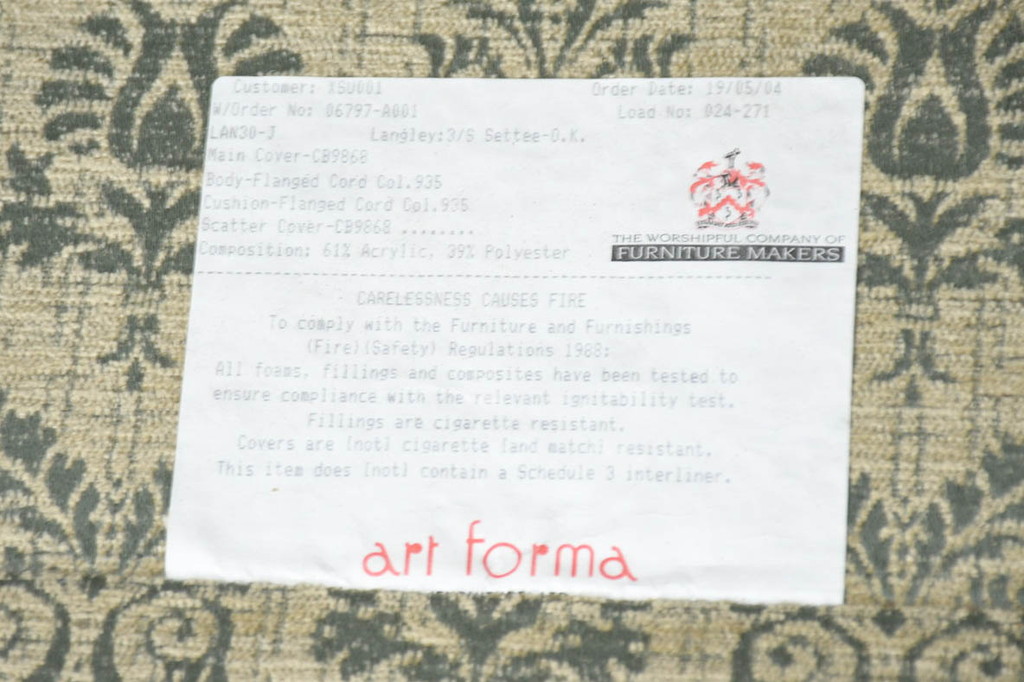 Customer: XSU001 Order Date: 19/05/04
W/Order No: 06797-A001 Load No: 024-271
LAN30-J Langley:3/S Settee-O.K.
Main Cover-CB9868
Body-Flanged Cord Col.935
Cushion-Flanged Cord Col.935
Scatter Cover-CB9868 ........
Composition: 61% Acrylic, 39% Polyester
THE WORSHIPFUL COMPANY OF
FURNITURE MAKERS
CARELESSNESS CAUSES FIRE
To comply with the Furniture and Furnishings
(Fire)(Safety) Regulations 1988:
All foams, fillings and composites have been tested to
ensure compliance with the relevant ignitability test.
Fillings are cigarette resistant.
Covers are [not] cigarette [and match] resistant.
This item does [not] contain a Schedule 3 interliner.
art forma